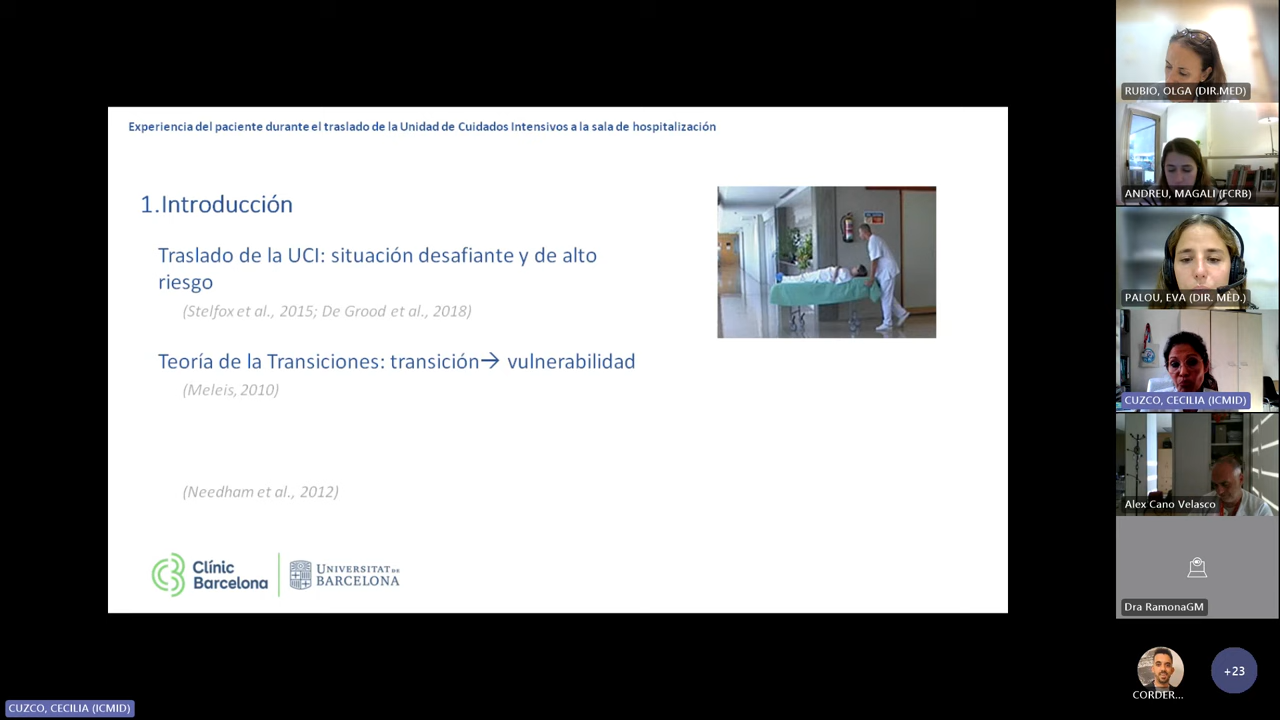 Experiencia del paciente durante el traslado de la Unidad de Cuidados Intensivos a la sala de hospitalización
1.Introducción
Traslado de la UCI: situación desafiante y de alto
riesgo
(Stelfox et al., 2015; De Grood et al., 2018)
Teoría de la Transiciones: transición→ vulnerabilidad
(Meleis, 2010)
(Needham et al., 2012)
Clínic
Barcelona
UNIVERSITAT DE
BARCELONA
RUBIO, OLGA (DIR.MED)
ANDREU, MAGALI (FCRB)
PALOU, EVA (DIR. MÈD.)
CUZCO, CECILIA (ICMID)
Alex Cano Velasco
Dra RamonaGM
CORDER...
+23
CUZCO, CECILIA (ICMID)